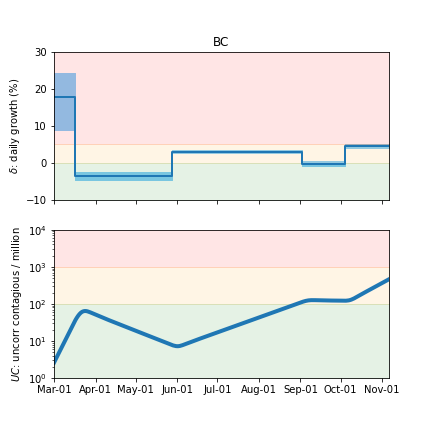 BC
30
20
10
0
−10
δ: daily growth (%)
10⁴
10³
10²
10¹
10⁰
UC: uncorr contagious / million
Mar-01 Apr-01 May-01 Jun-01 Jul-01 Aug-01 Sep-01 Oct-01 Nov-01